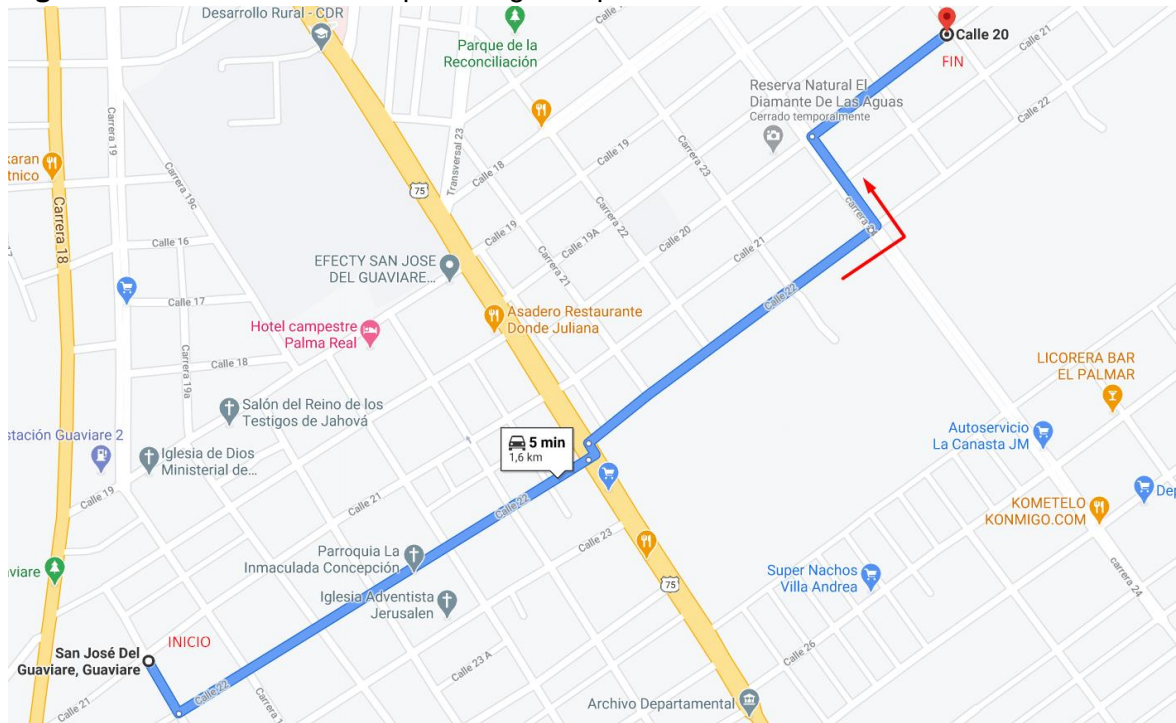 Desarrollo Rural - CDR
Parque de la
Reconciliación
Calle 20
FIN
Calle 21
Calle 22
Reserva Natural El
Diamante De Las Aguas
Cerrado temporalmente
Carrera 19
Transversal 23
Calle 18
Calle 19
Carrera 23
karan
tnico
Carrera 19c
75
Carrera 18
Calle 16
Calle 19
Calle 19A
Carrera 22
Calle 20
Calle 21
EFECTY SAN JOSE
DEL GUAVIARE...
Carrera 21
Calle 22
Calle 17
Asadero Restaurante
Donde Juliana
Hotel campestre
Palma Real
Carrera 19a
Calle 18
LICORERA BAR
EL PALMAR
Salón del Reino de los
Testigos de Jahová
5 min
1,6 km
Autoservicio
La Canasta JM
stación Guaviare 2
Iglesia de Dios
Ministerial de...
Calle 19
Calle 21
Calle 22
Dep
KOMETELO
KONMIGO.COM
Calle 23
Parroquia La
Inmaculada Concepción
aviare
Iglesia Adventista
Jerusalen
75
Super Nachos
Villa Andrea
carrera 24
INICIO
San José Del
Guaviare, Guaviare
Calle 26
Calle 23 A
Calle 22
Calle 21
Archivo Departamental